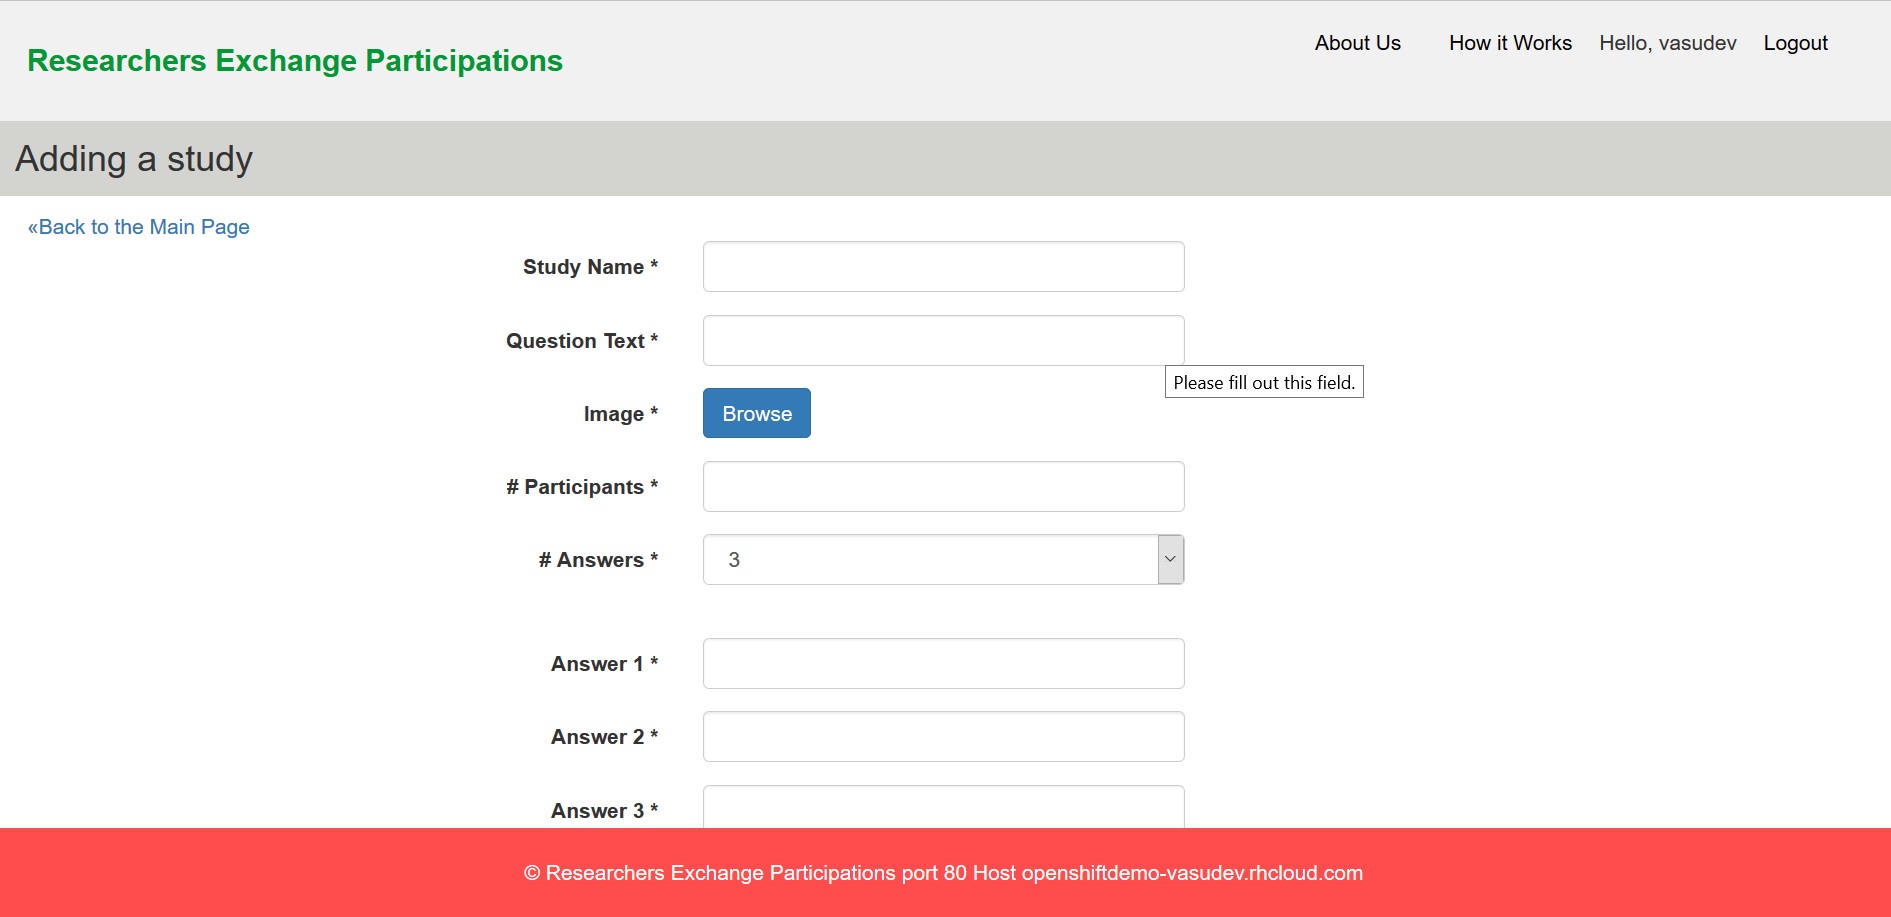 Researchers Exchange Participations
About Us How it Works Hello, vasudev Logout
Adding a study
«Back to the Main Page
Study Name *
Question Text *
Please fill out this field.
Image * Browse
# Participants *
# Answers * 3
Answer 1 *
Answer 2 *
Answer 3 *
© Researchers Exchange Participations port 80 Host openshiftdemo-vasudev.rhcloud.com